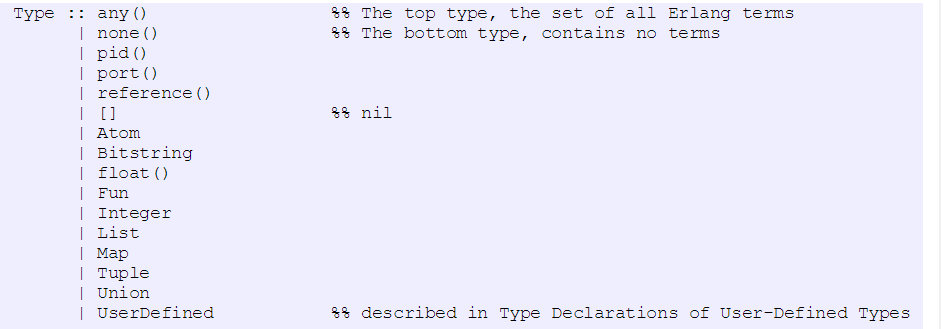 Type :: any()                 %% The top type, the set of all Erlang terms
      | none()                %% The bottom type, contains no terms
      | pid()
      | port()
      | reference()
      | []                    %% nil
      | Atom
      | Bitstring
      | float()
      | Fun
      | Integer
      | List
      | Map
      | Tuple
      | Union
      | UserDefined           %% described in Type Declarations of User-Defined Types